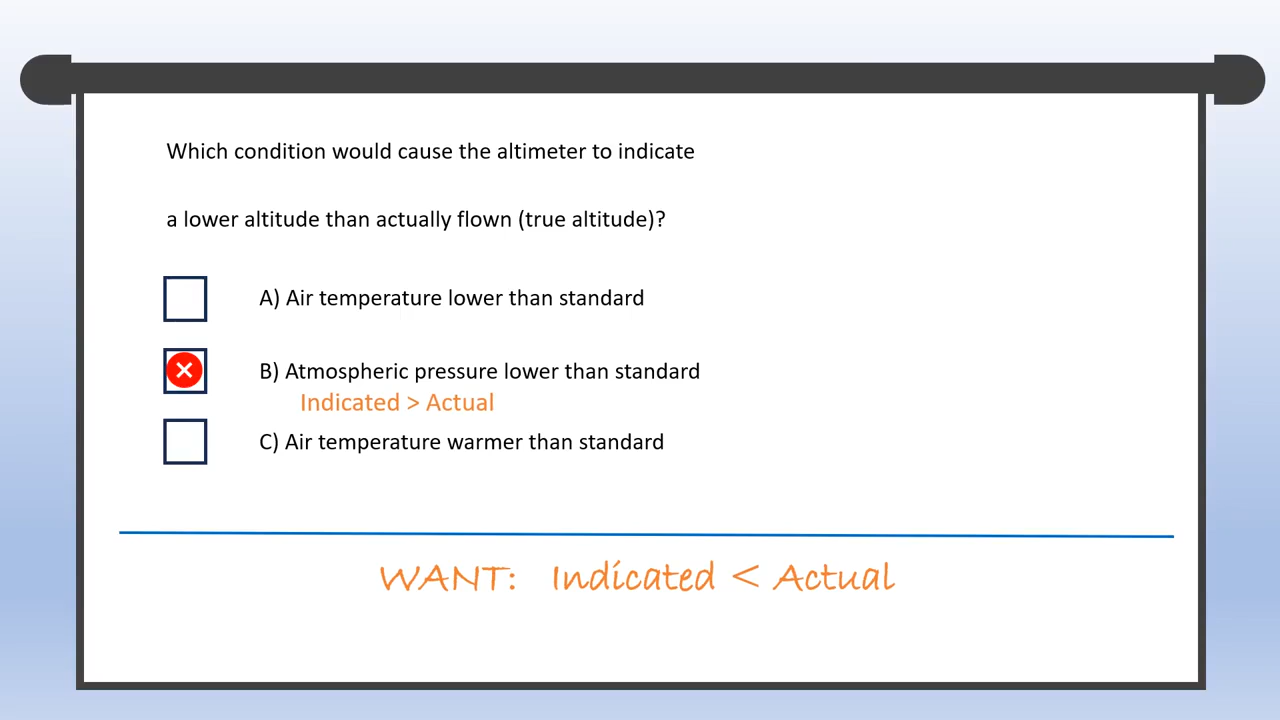 Which condition would cause the altimeter to indicate
a lower altitude than actually flown (true altitude)?
A) Air temperature lower than standard
B) Atmospheric pressure lower than standard
Indicated > Actual
C) Air temperature warmer than standard
WANT: Indicated < Actual